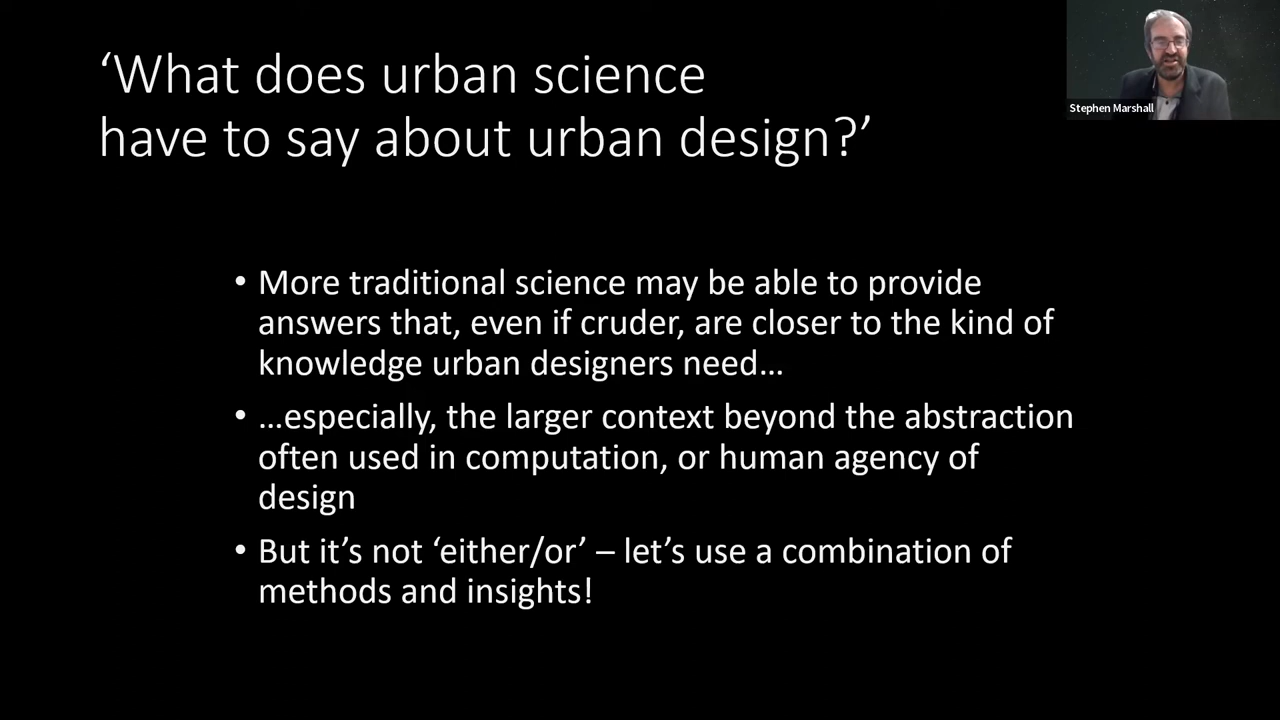 ‘What does urban science
have to say about urban design?’
Stephen Marshall
• More traditional science may be able to provide
answers that, even if cruder, are closer to the kind of
knowledge urban designers need…
• …especially, the larger context beyond the abstraction
often used in computation, or human agency of
design
• But it’s not ‘either/or’ – let’s use a combination of
methods and insights!